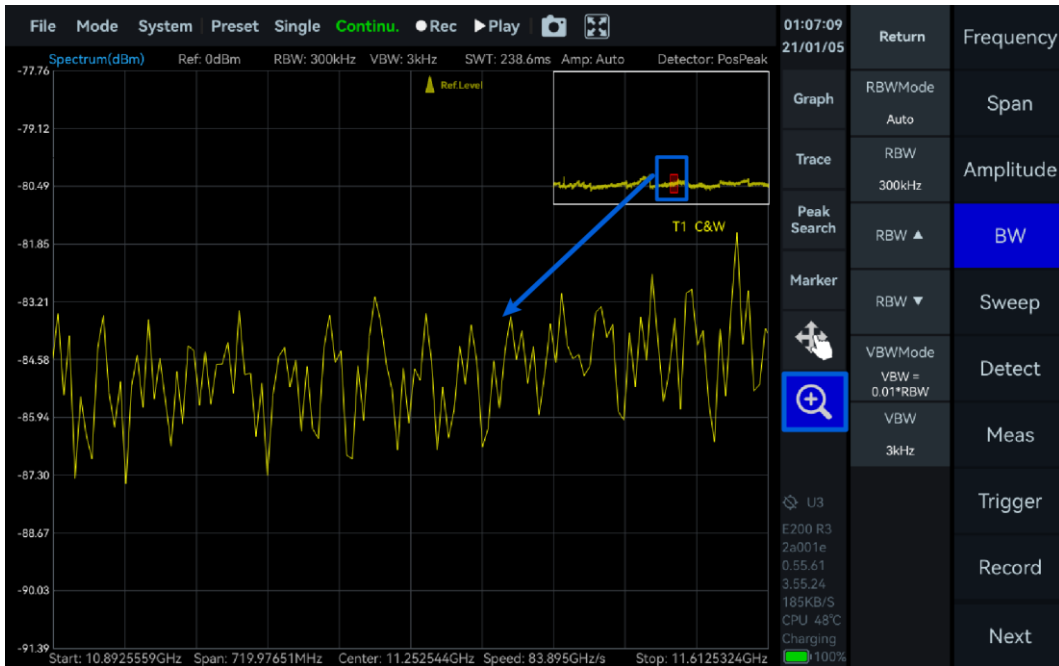 File Mode System Preset Single Continu. Rec Play
Spectrum(dBm) Ref: 0dBm RBW: 300kHz VBW: 3kHz SWT: 238.6ms Amp: Auto Detector: PosPeak
-77.76
Ref.Level
-79.12
-80.49
T1 C&W
-81.85
-83.21
-84.58
-85.94
-87.30
-88.67
-90.03
-91.39
Start: 10.8925559GHz Span: 719.97651MHz Center: 11.252544GHz Speed: 83.895GHz/s Stop: 11.6125324GHz
01:07:09
21/01/05
Graph
Trace
Peak
Search
Marker
U3
E200 R3
2a001e
0.55.61
3.55.24
185KB/S
CPU 48℃
Charging
100%
Return
RBWMode
Auto
RBW
300kHz
RBW ▲
RBW ▼
VBWMode
VBW =
0.01*RBW
VBW
3kHz
Frequency
Span
Amplitude
BW
Sweep
Detect
Meas
Trigger
Record
Next